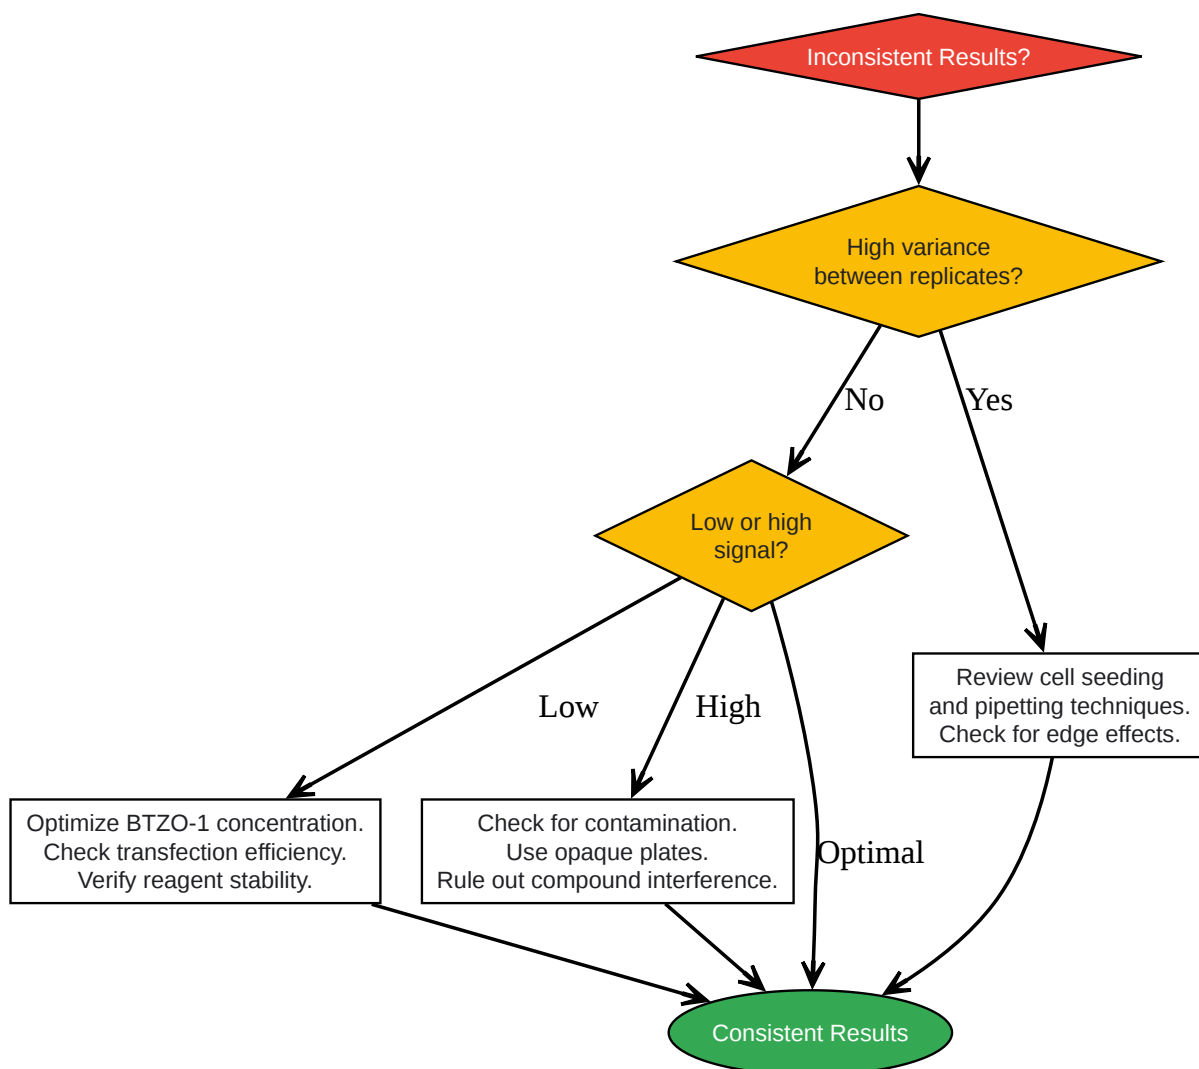 Inconsistent Results?
High variance
between replicates?
No
Yes
Low or high
signal?
Review cell seeding
and pipetting techniques.
Check for edge effects.
Low
High
Optimize BTZO-1 concentration.
Check transfection efficiency.
Verify reagent stability.
Check for contamination.
Use opaque plates.
Rule out compound interference.
Optimal
Consistent Results